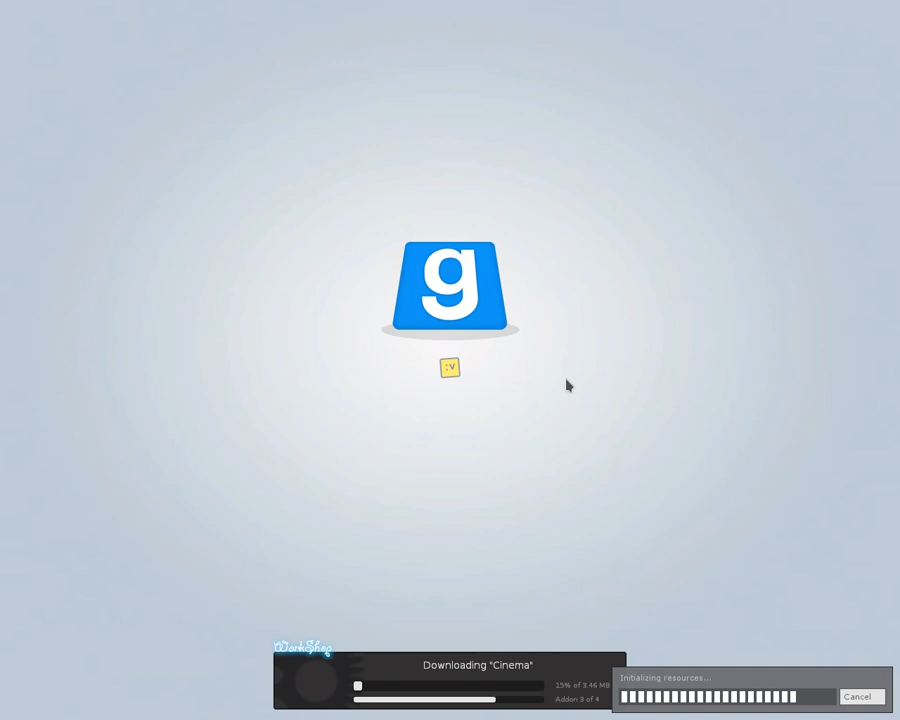 g
:v
WorkShop
Downloading "Cinema"
15% of 3.46 MB
Addon 3 of 4
Initializing resources...
Cancel